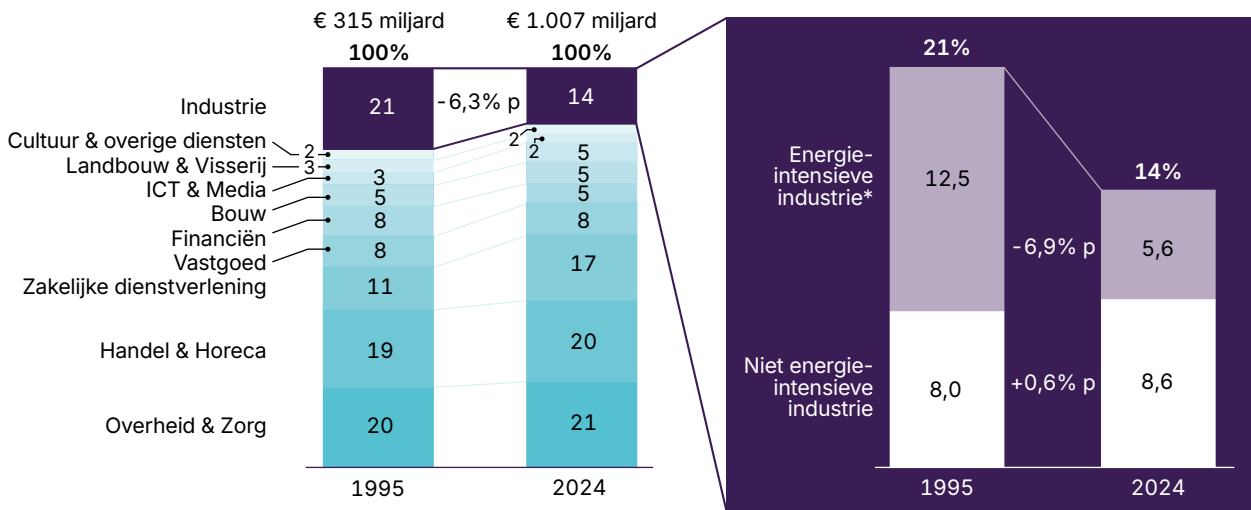 € 315 miljard
€ 1.007 miljard
100%
100%
Industrie
21
-6,3% p
14
Cultuur & overige diensten
2
2
Landbouw & Visserij
3
2
ICT & Media
3
5
Bouw
5
5
Financiën
8
5
Vastgoed
8
8
Zakelijke dienstverlening
11
17
Handel & Horeca
19
20
Overheid & Zorg
20
21
1995
2024
21%
14%
Energie-
intensieve
industrie*
12,5
-6,9% p
5,6
Niet energie-
intensieve
industrie
8,0
+0,6% p
8,6
1995
2024